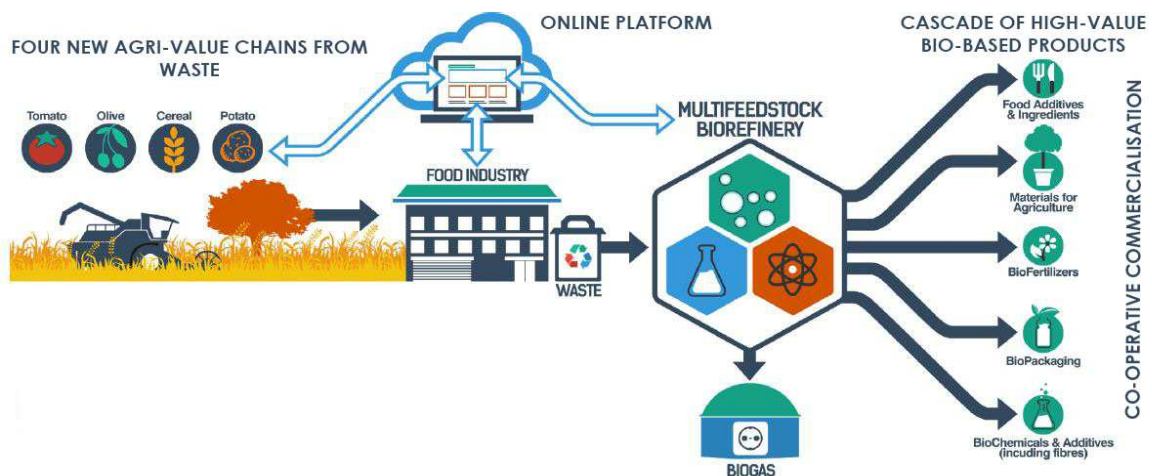 FOUR NEW AGRI-VALUE CHAINS FROM
WASTE
Tomato
Olive
Cereal
Potato
ONLINE PLATFORM
FOOD INDUSTRY
WASTE
MULTIFEEDSTOCK
BIOREFINERY
BIOGAS
CASCADE OF HIGH-VALUE
BIO-BASED PRODUCTS
Food Additives
& Ingredients
Materials for
Agriculture
BioFertilizers
BioPackaging
BioChemicals & Additives
(incuding fibres)
CO-OPERATIVE COMMERCIALISATION